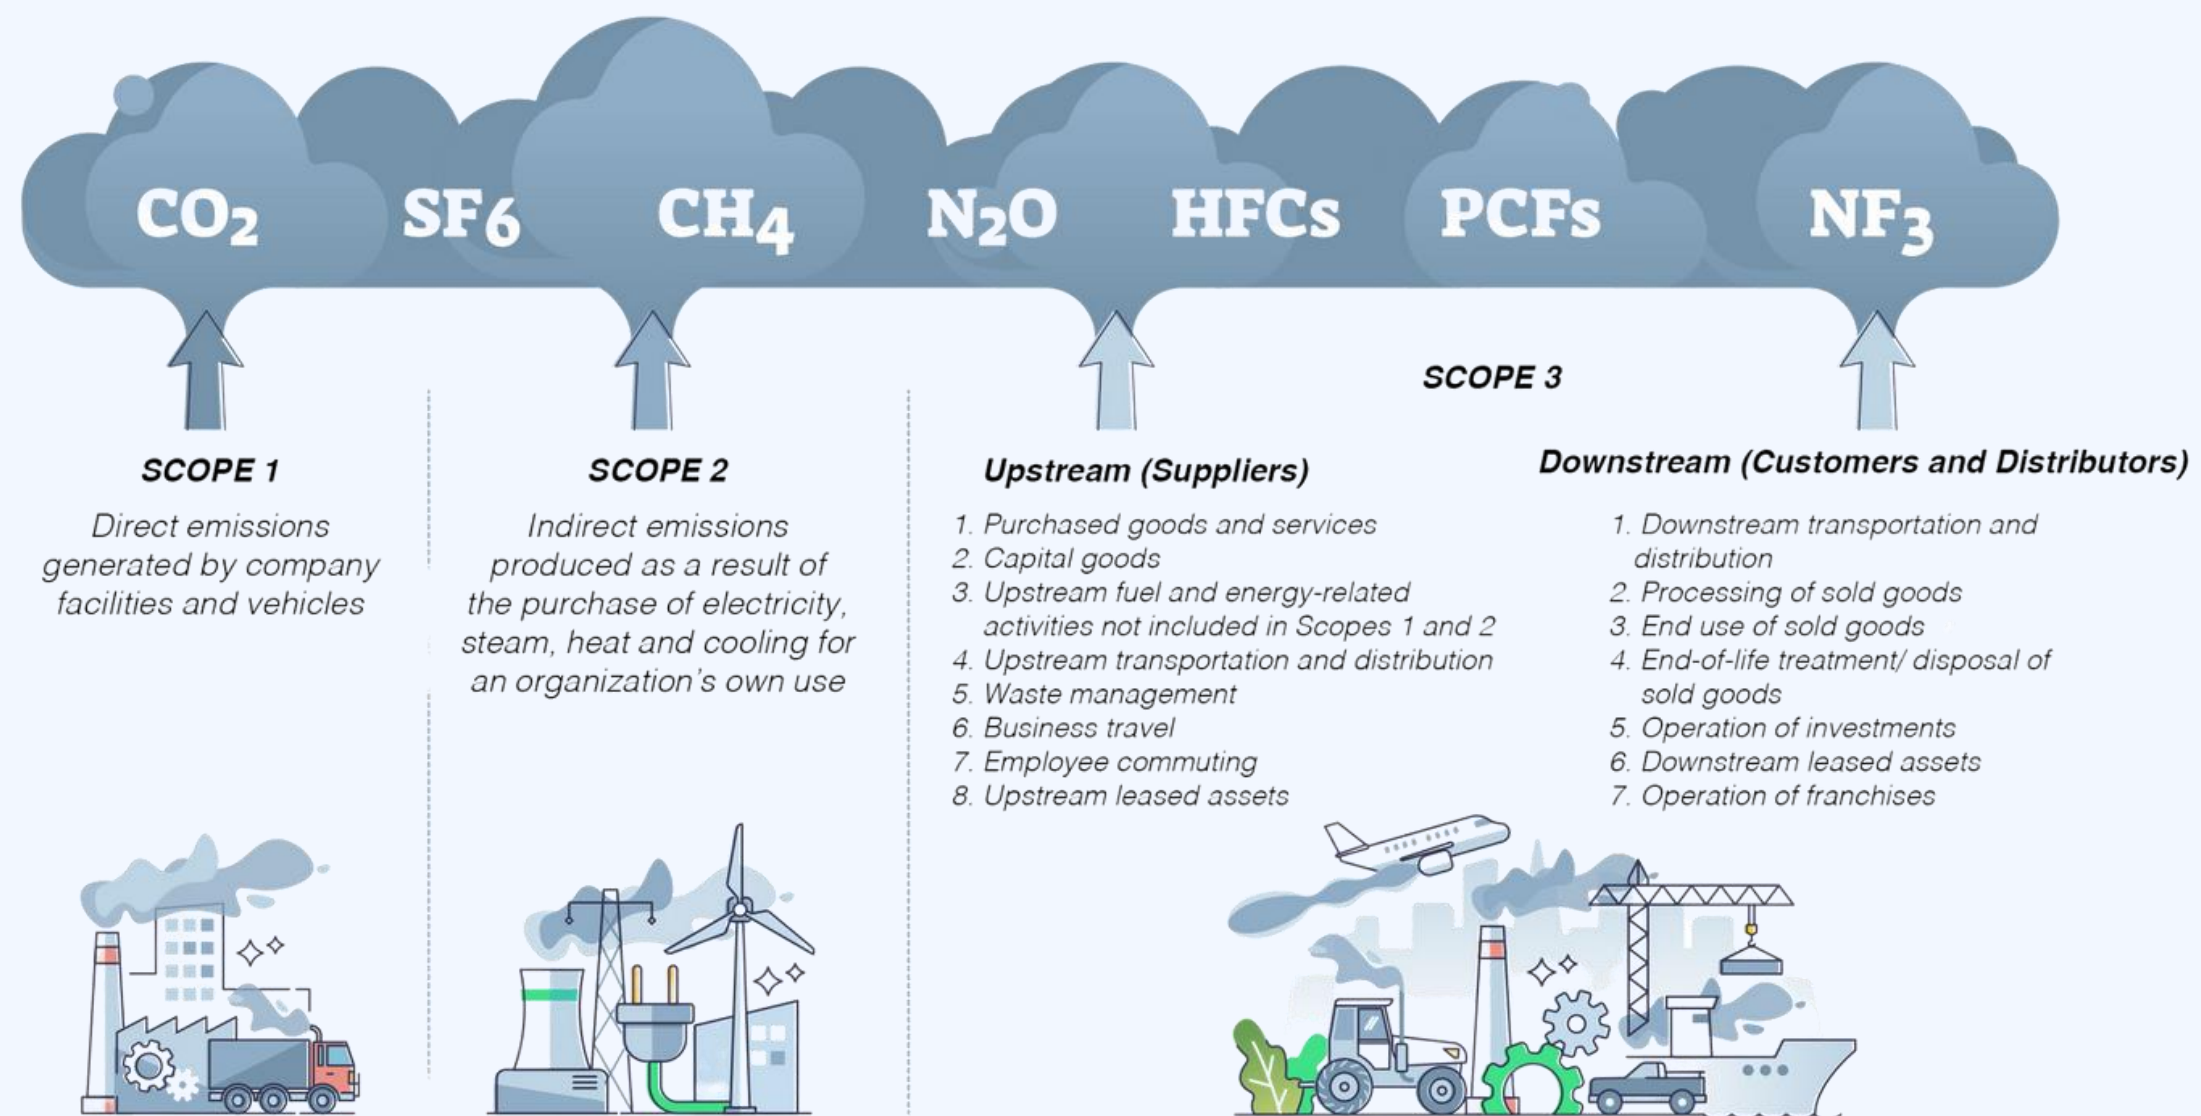 CO2 SF6 CH4 N2O HFCs PCFs NF3
SCOPE 1
Direct emissions
generated by company
facilities and vehicles
SCOPE 2
Indirect emissions
produced as a result of
the purchase of electricity,
steam, heat and cooling for
an organization's own use
SCOPE 3
Upstream (Suppliers)
1. Purchased goods and services
2. Capital goods
3. Upstream fuel and energy-related
activities not included in Scopes 1 and 2
4. Upstream transportation and distribution
5. Waste management
6. Business travel
7. Employee commuting
8. Upstream leased assets
Downstream (Customers and Distributors)
1. Downstream transportation and
distribution
2. Processing of sold goods
3. End use of sold goods
4. End-of-life treatment/ disposal of
sold goods
5. Operation of investments
6. Downstream leased assets
7. Operation of franchises